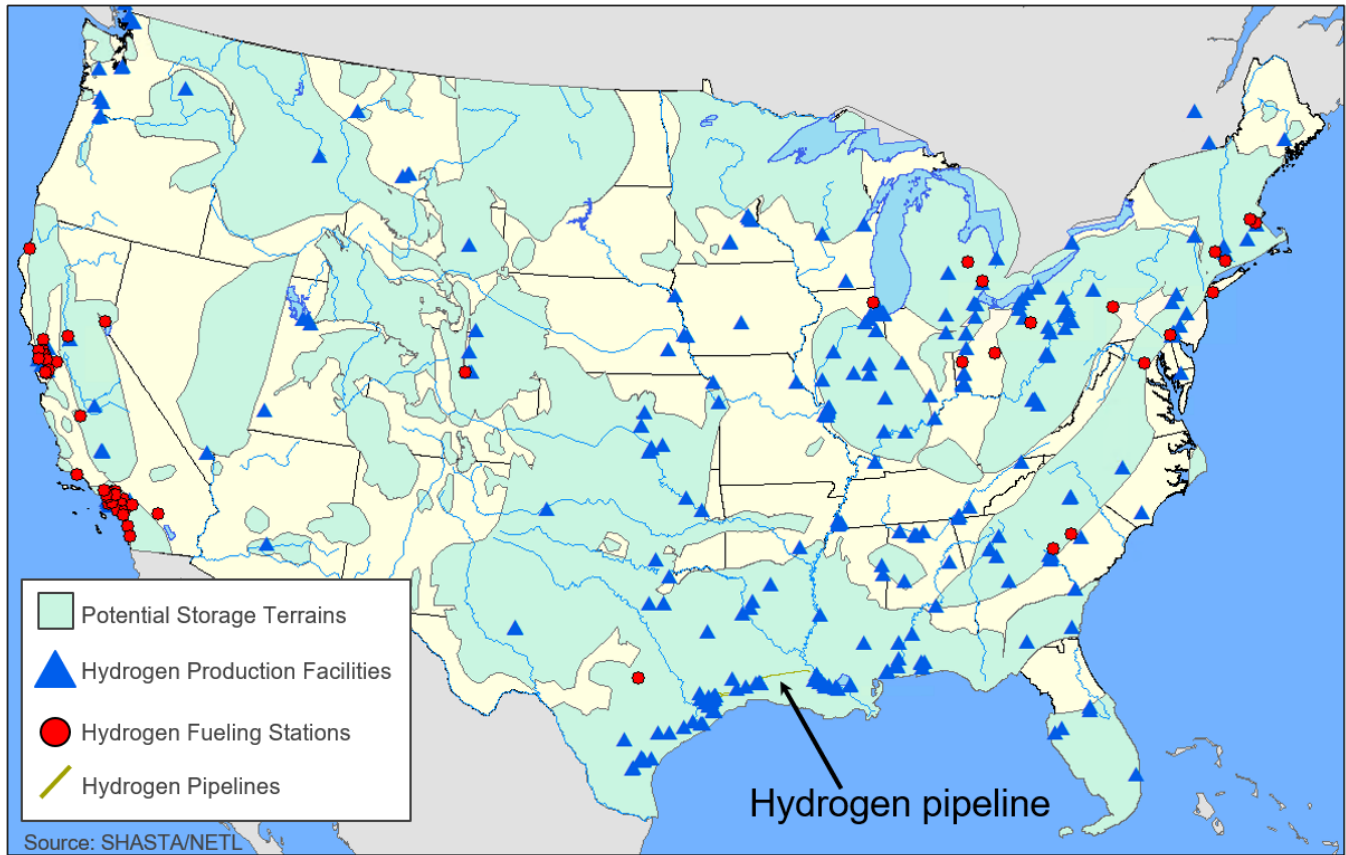 Potential Storage Terrains
Hydrogen Production Facilities
Hydrogen Fueling Stations
Hydrogen Pipelines
Hydrogen pipeline
Source: SHASTA/NETL